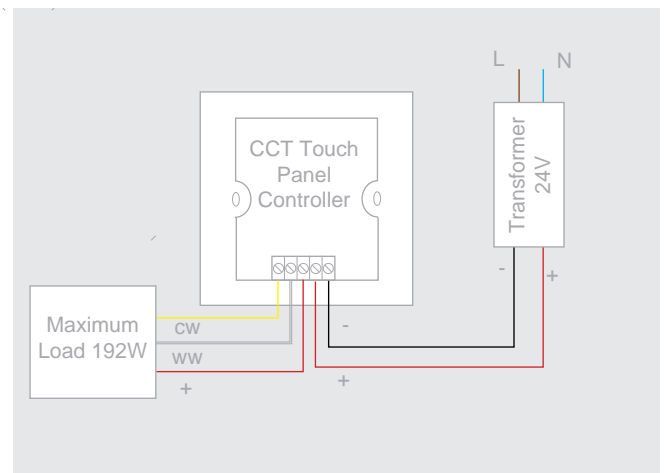 L N
CCT Touch
Panel
Controller
Transformer
24V
- +
Maximum
Load 192W
CW
WW
+
-
+